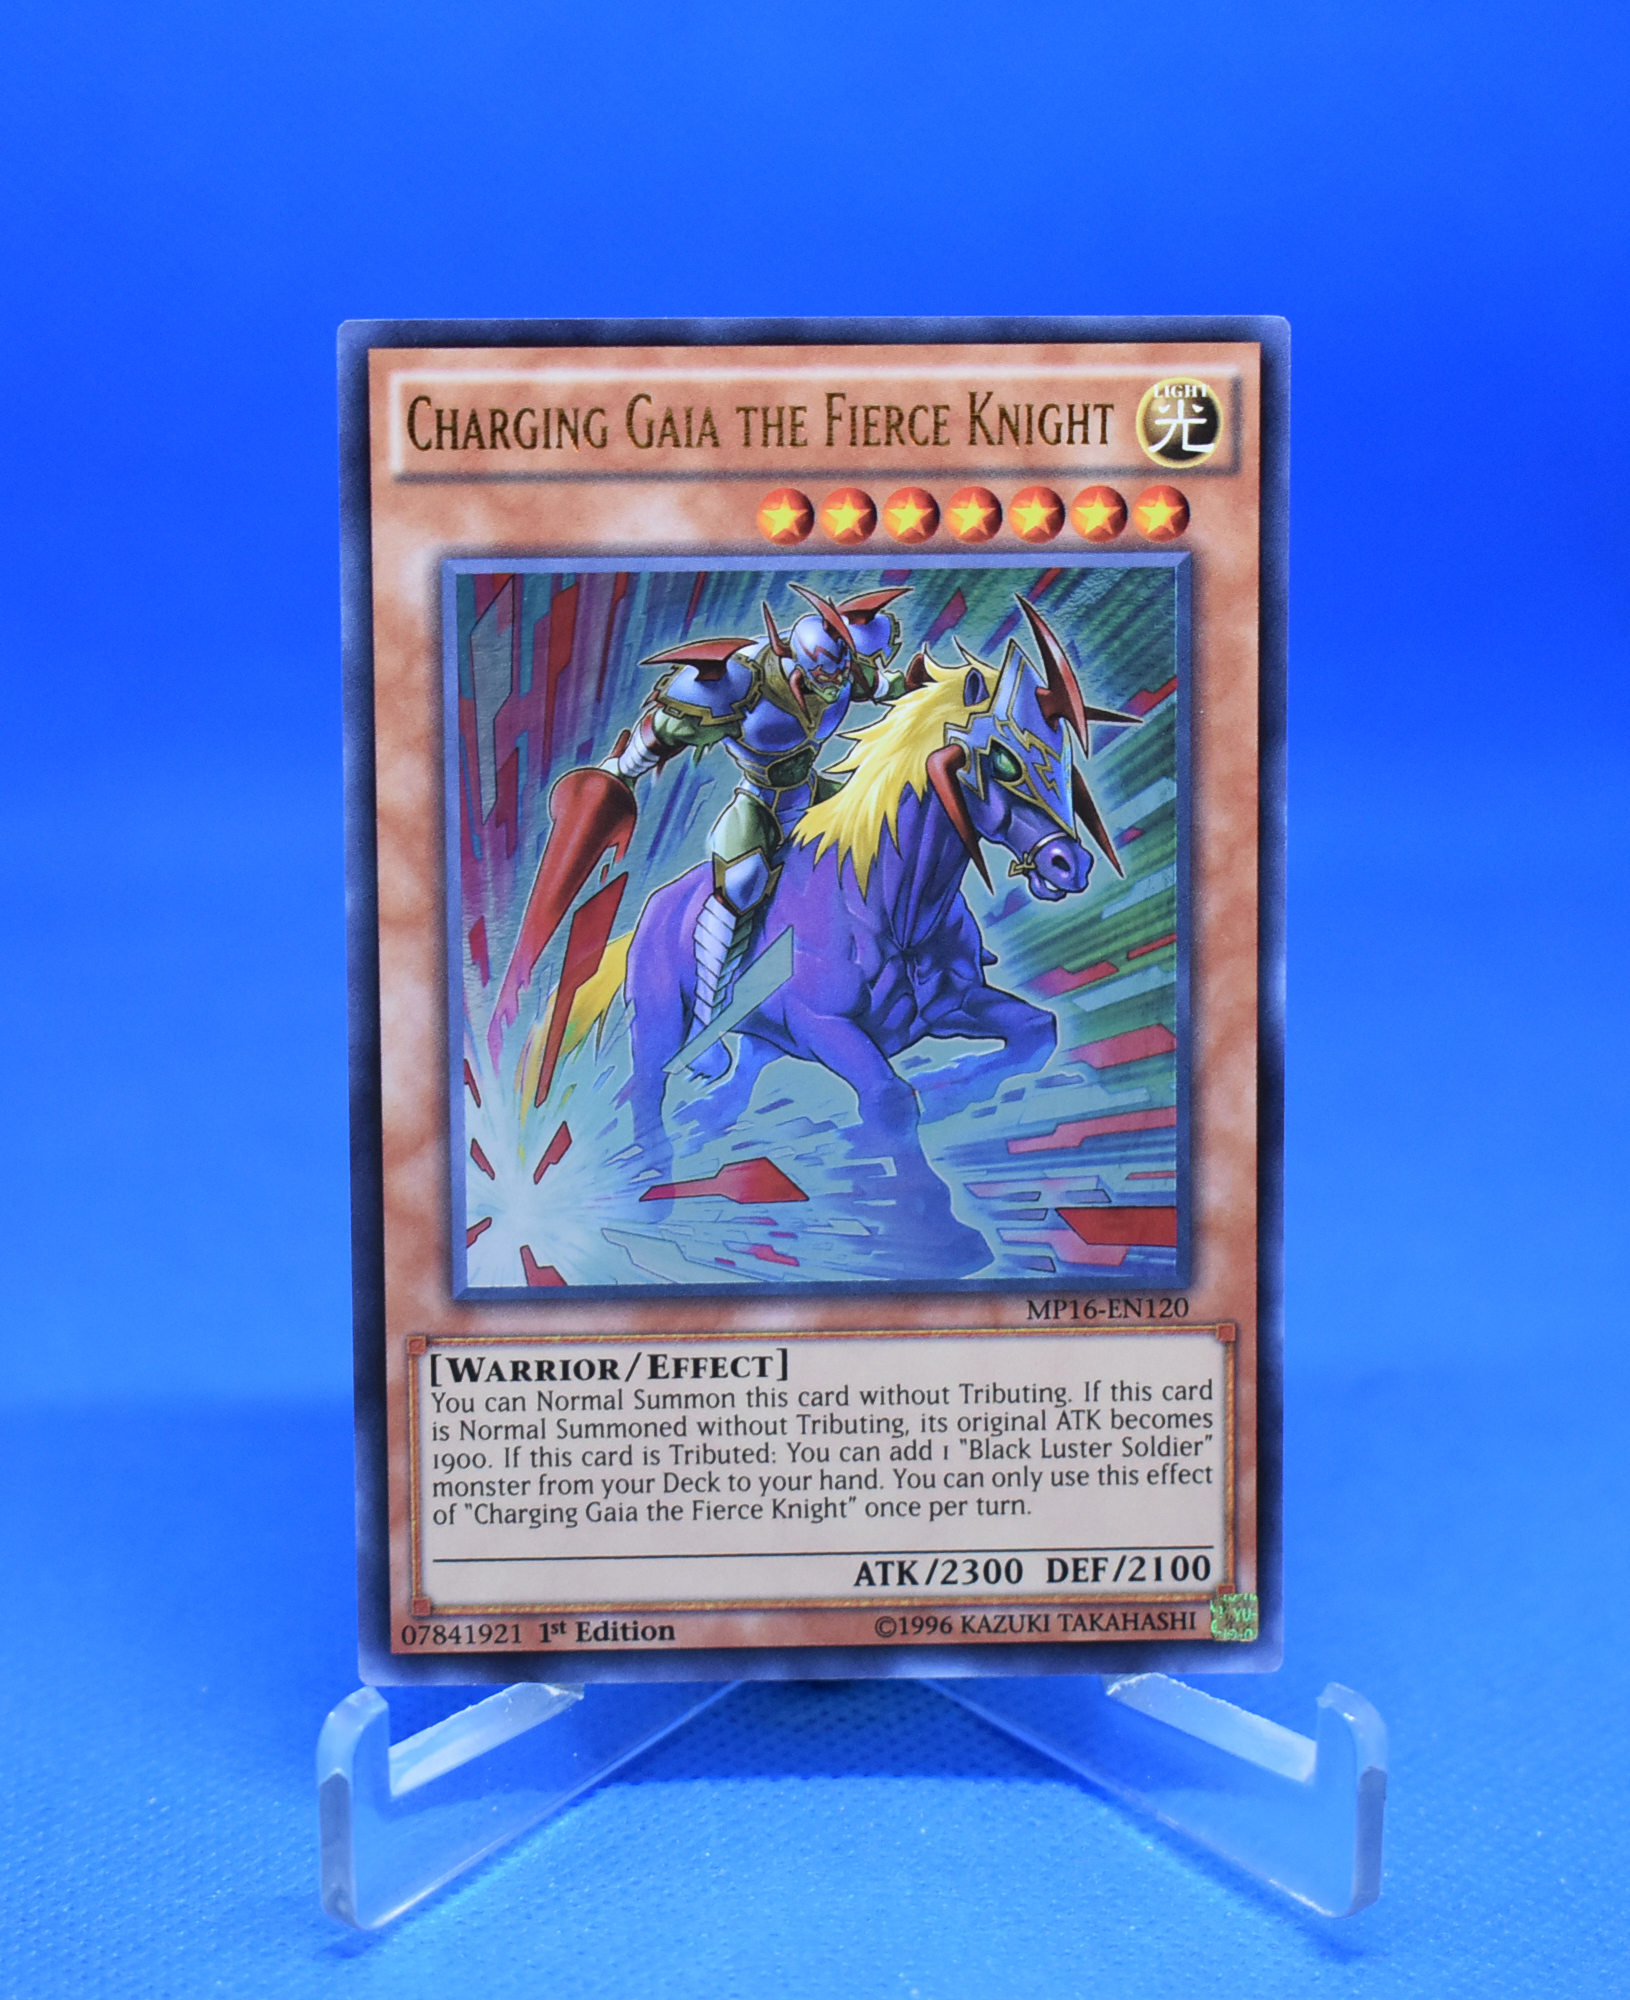 CHARGING GAIA THE FIERCE KNIGHT
LIGHT
光
MP16-EN120
[WARRIOR/EFFECT]
You can Normal Summon this card without Tributing. If this card
is Normal Summoned without Tributing, its original ATK becomes
1900. If this card is Tributed: You can add 1 "Black Luster Soldier"
monster from your Deck to your hand. You can only use this effect
of "Charging Gaia the Fierce Knight" once per turn.
ATK/2300 DEF/2100
07841921 1st Edition
©1996 KAZUKI TAKAHASHI